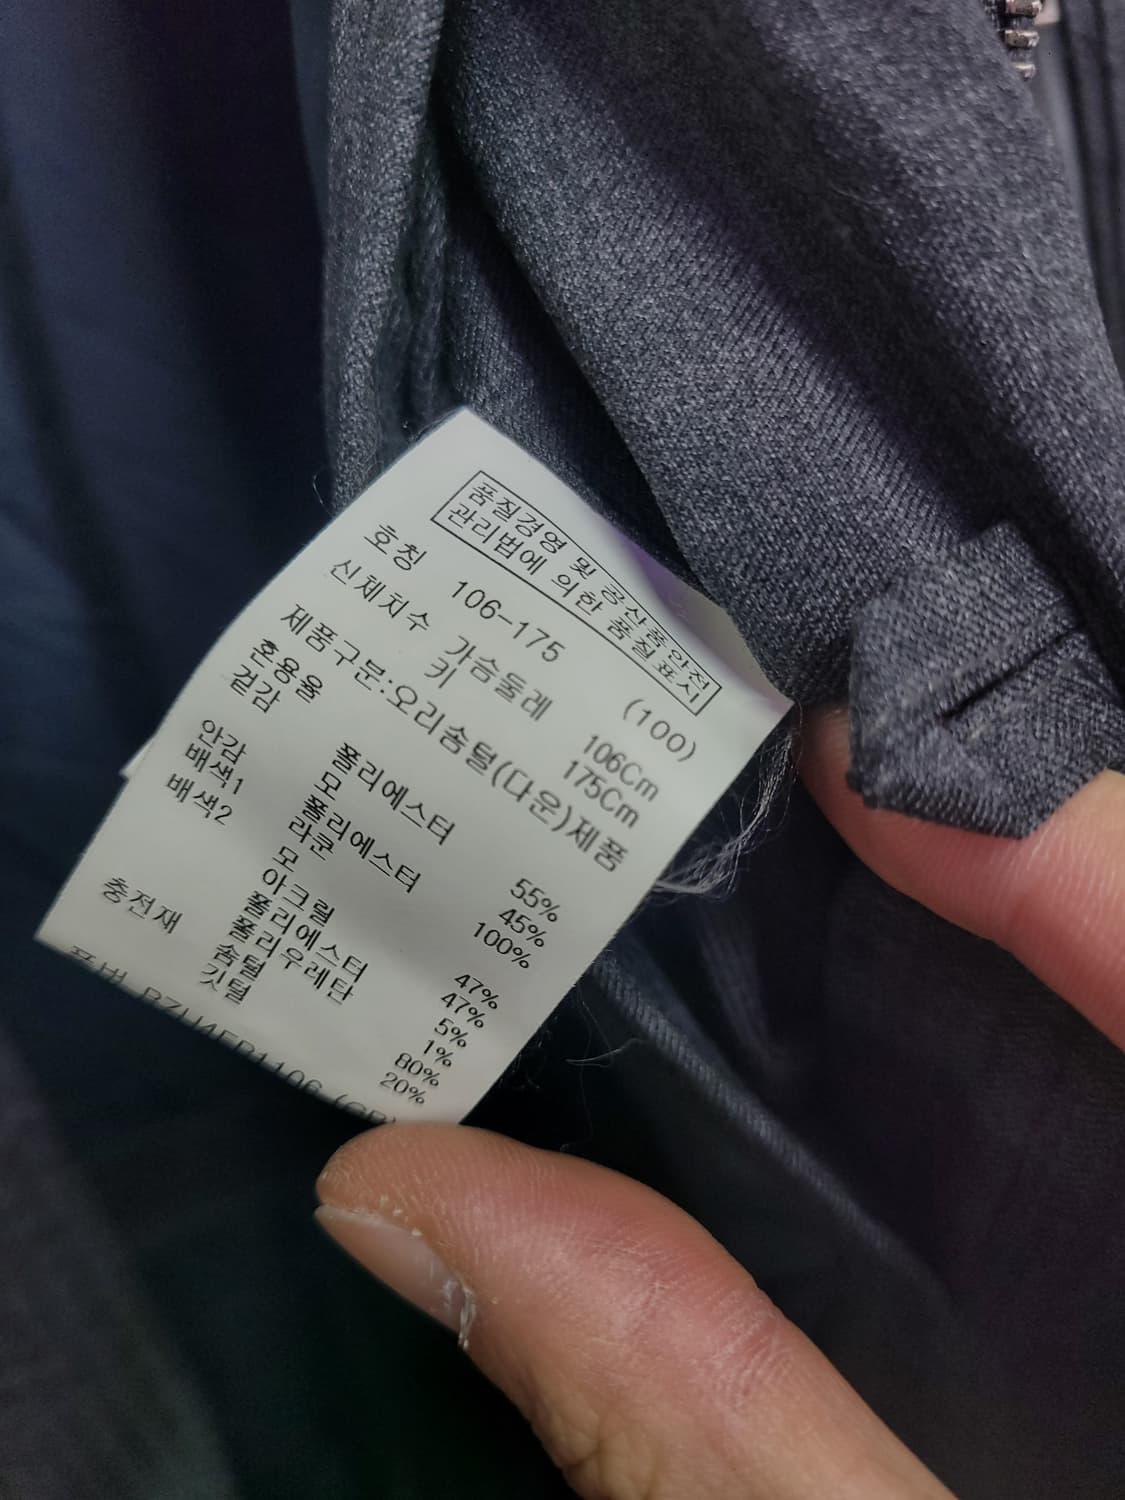 품질경영 및 공산품안전
관리법에 의한 품질표시
호칭 106-175 (100)
신체치수 가슴둘레 106Cm
키 175Cm
제품구분:오리솜털(다운)제품
혼용율
겉감 폴리에스터 55%
모 45%
안감 폴리에스터 100%
배색1 라쿤
배색2 모 47%
아크릴 47%
폴리에스터 5%
폴리우레탄 1%
충전재 솜털 80%
깃털 20%
품번